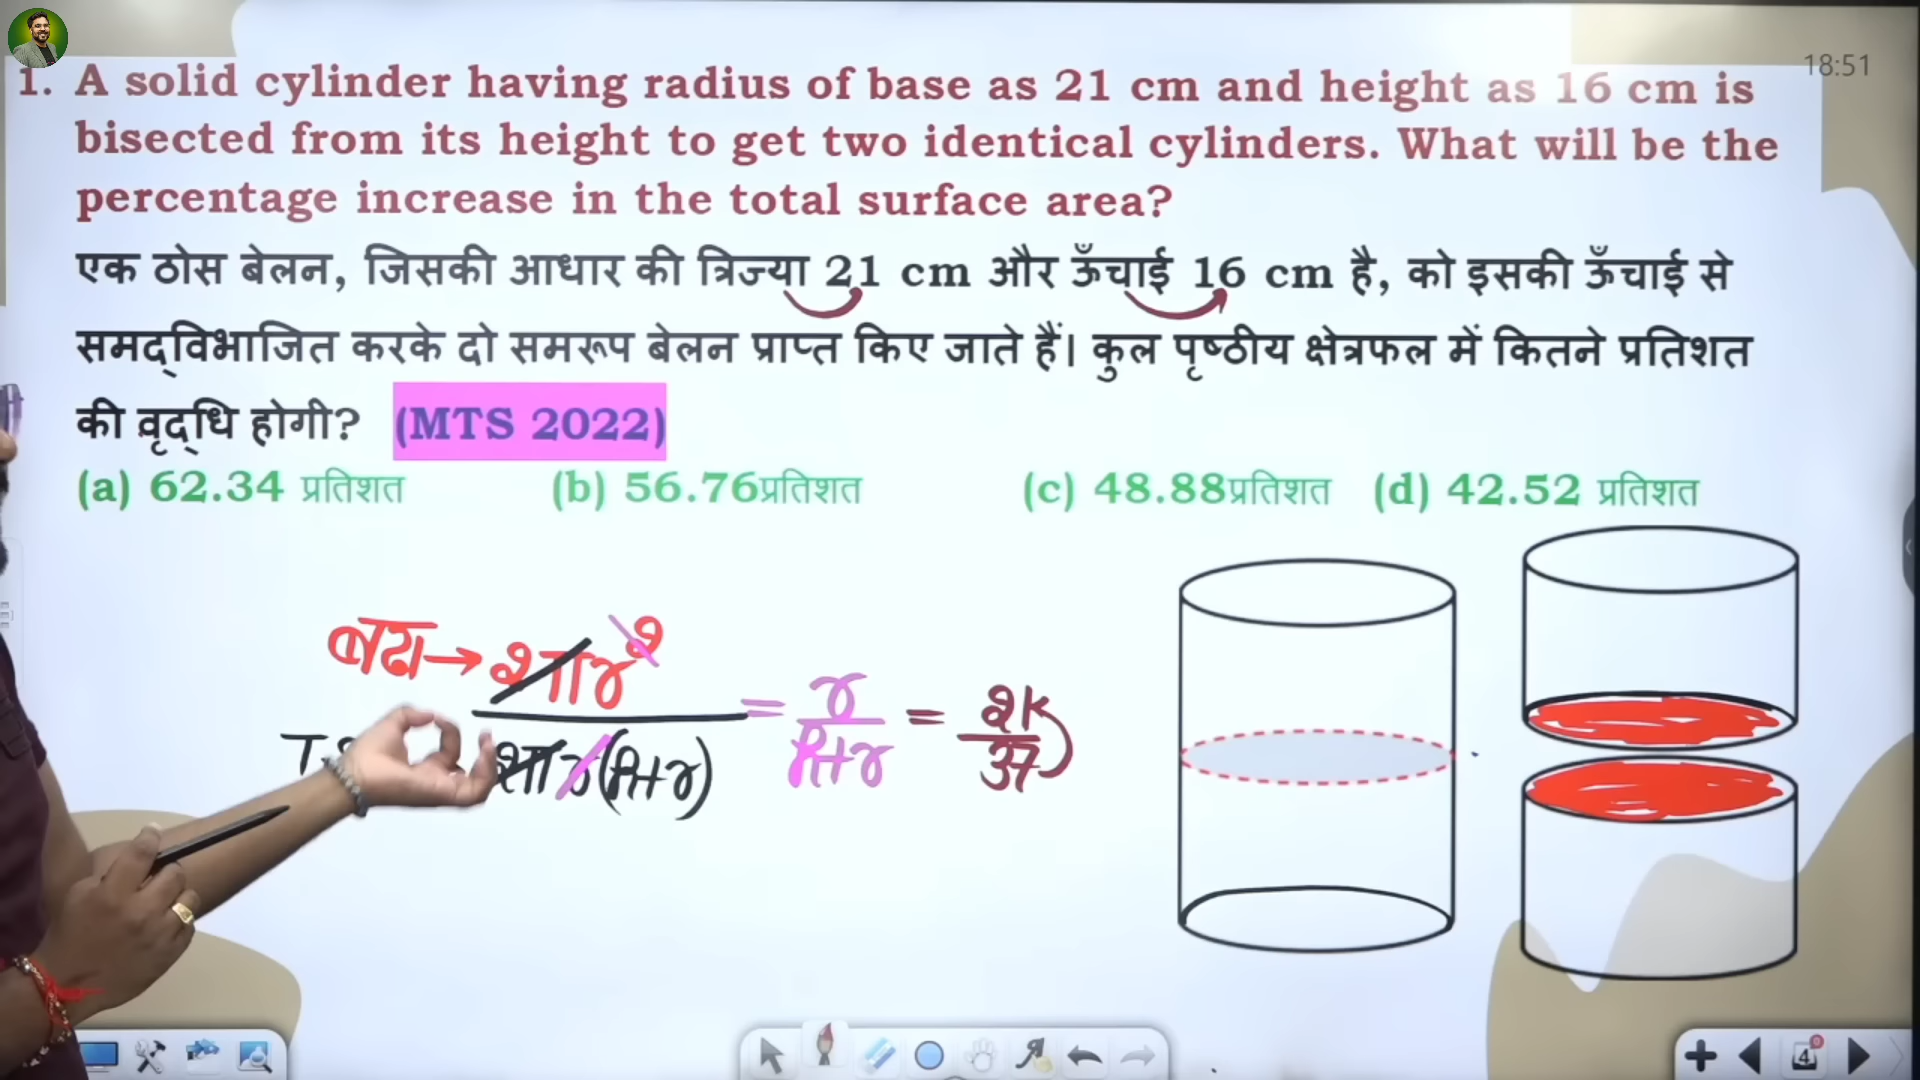 18:51
1. A solid cylinder having radius of base as 21 cm and height as 16 cm is
bisected from its height to get two identical cylinders. What will be the
percentage increase in the total surface area?
एक ठोस बेलन, जिसकी आधार की त्रिज्या 21 cm और ऊँचाई 16 cm है, को इसकी ऊँचाई से
समद्विभाजित करके दो समरूप बेलन प्राप्त किए जाते हैं। कुल पृष्ठीय क्षेत्रफल में कितने प्रतिशत
की वृद्धि होगी? (MTS 2022)
(a) 62.34 प्रतिशत (b) 56.76प्रतिशत (c) 48.88प्रतिशत (d) 42.52 प्रतिशत
2πr²
= r/h+r =
2πr(h+r)
37
4